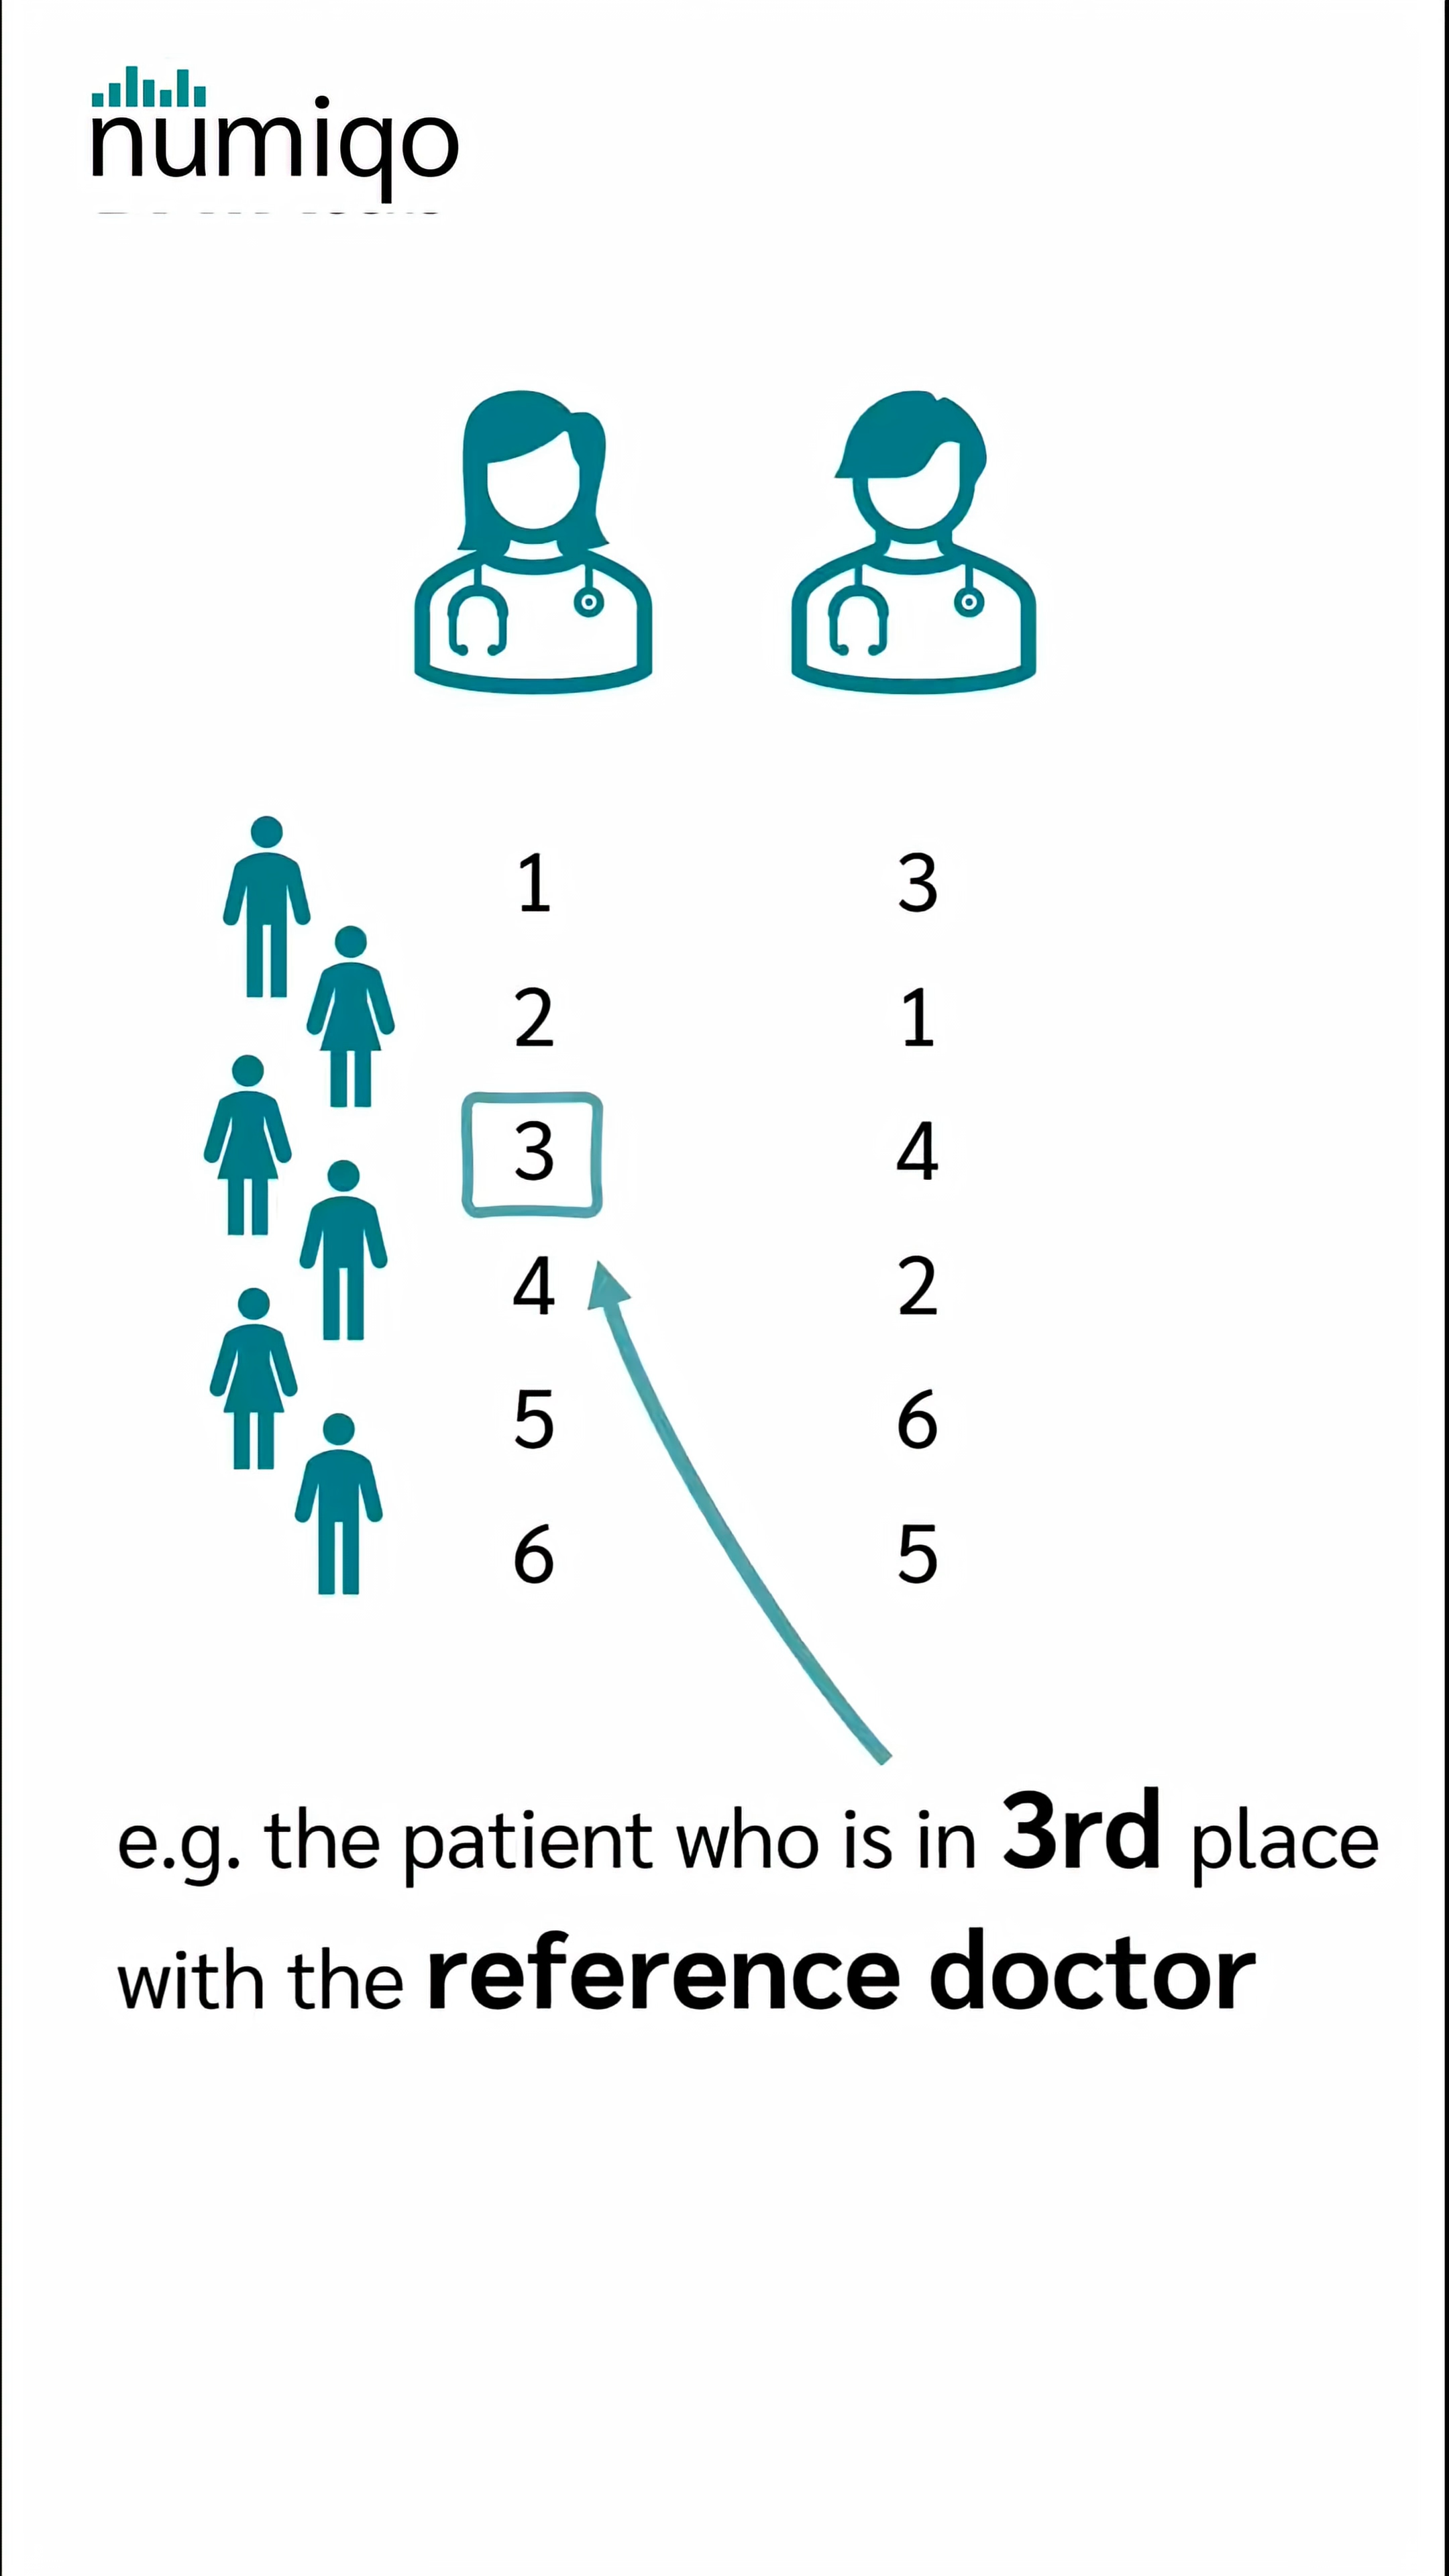 numiqo
1 3
2 1
3 4
4 2
5 6
6 5
e.g. the patient who is in 3rd place
with the reference doctor